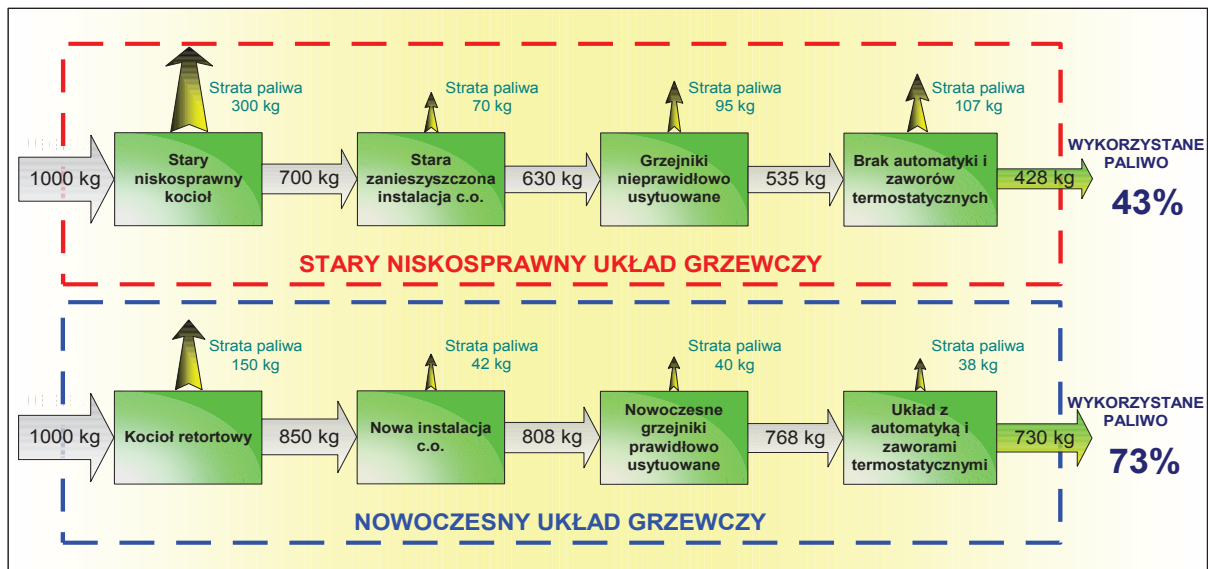 Strata paliwa
300 kg
Strata paliwa
70 kg
Strata paliwa
95 kg
Strata paliwa
107 kg
1000 kg
Stary
niskosprawny
kocioł
700 kg
Stara
zanieszyszczona
instalacja c.o.
630 kg
Grzejniki
nieprawidłowo
usytuowane
535 kg
Brak automatyki i
zaworów
termostatycznych
428 kg
WYKORZYSTANE
PALIWO
43%
STARY NISKOSPRAWNY UKŁAD GRZEWCZY
Strata paliwa
150 kg
Strata paliwa
42 kg
Strata paliwa
40 kg
Strata paliwa
38 kg
1000 kg
Kocioł retortowy
850 kg
Nowa instalacja
c.o.
808 kg
Nowoczesne
grzejniki
prawidłowo
usytuowane
768 kg
Układ z
automatyką i
zaworami
termostatycznymi
730 kg
WYKORZYSTANE
PALIWO
73%
NOWOCZESNY UKŁAD GRZEWCZY